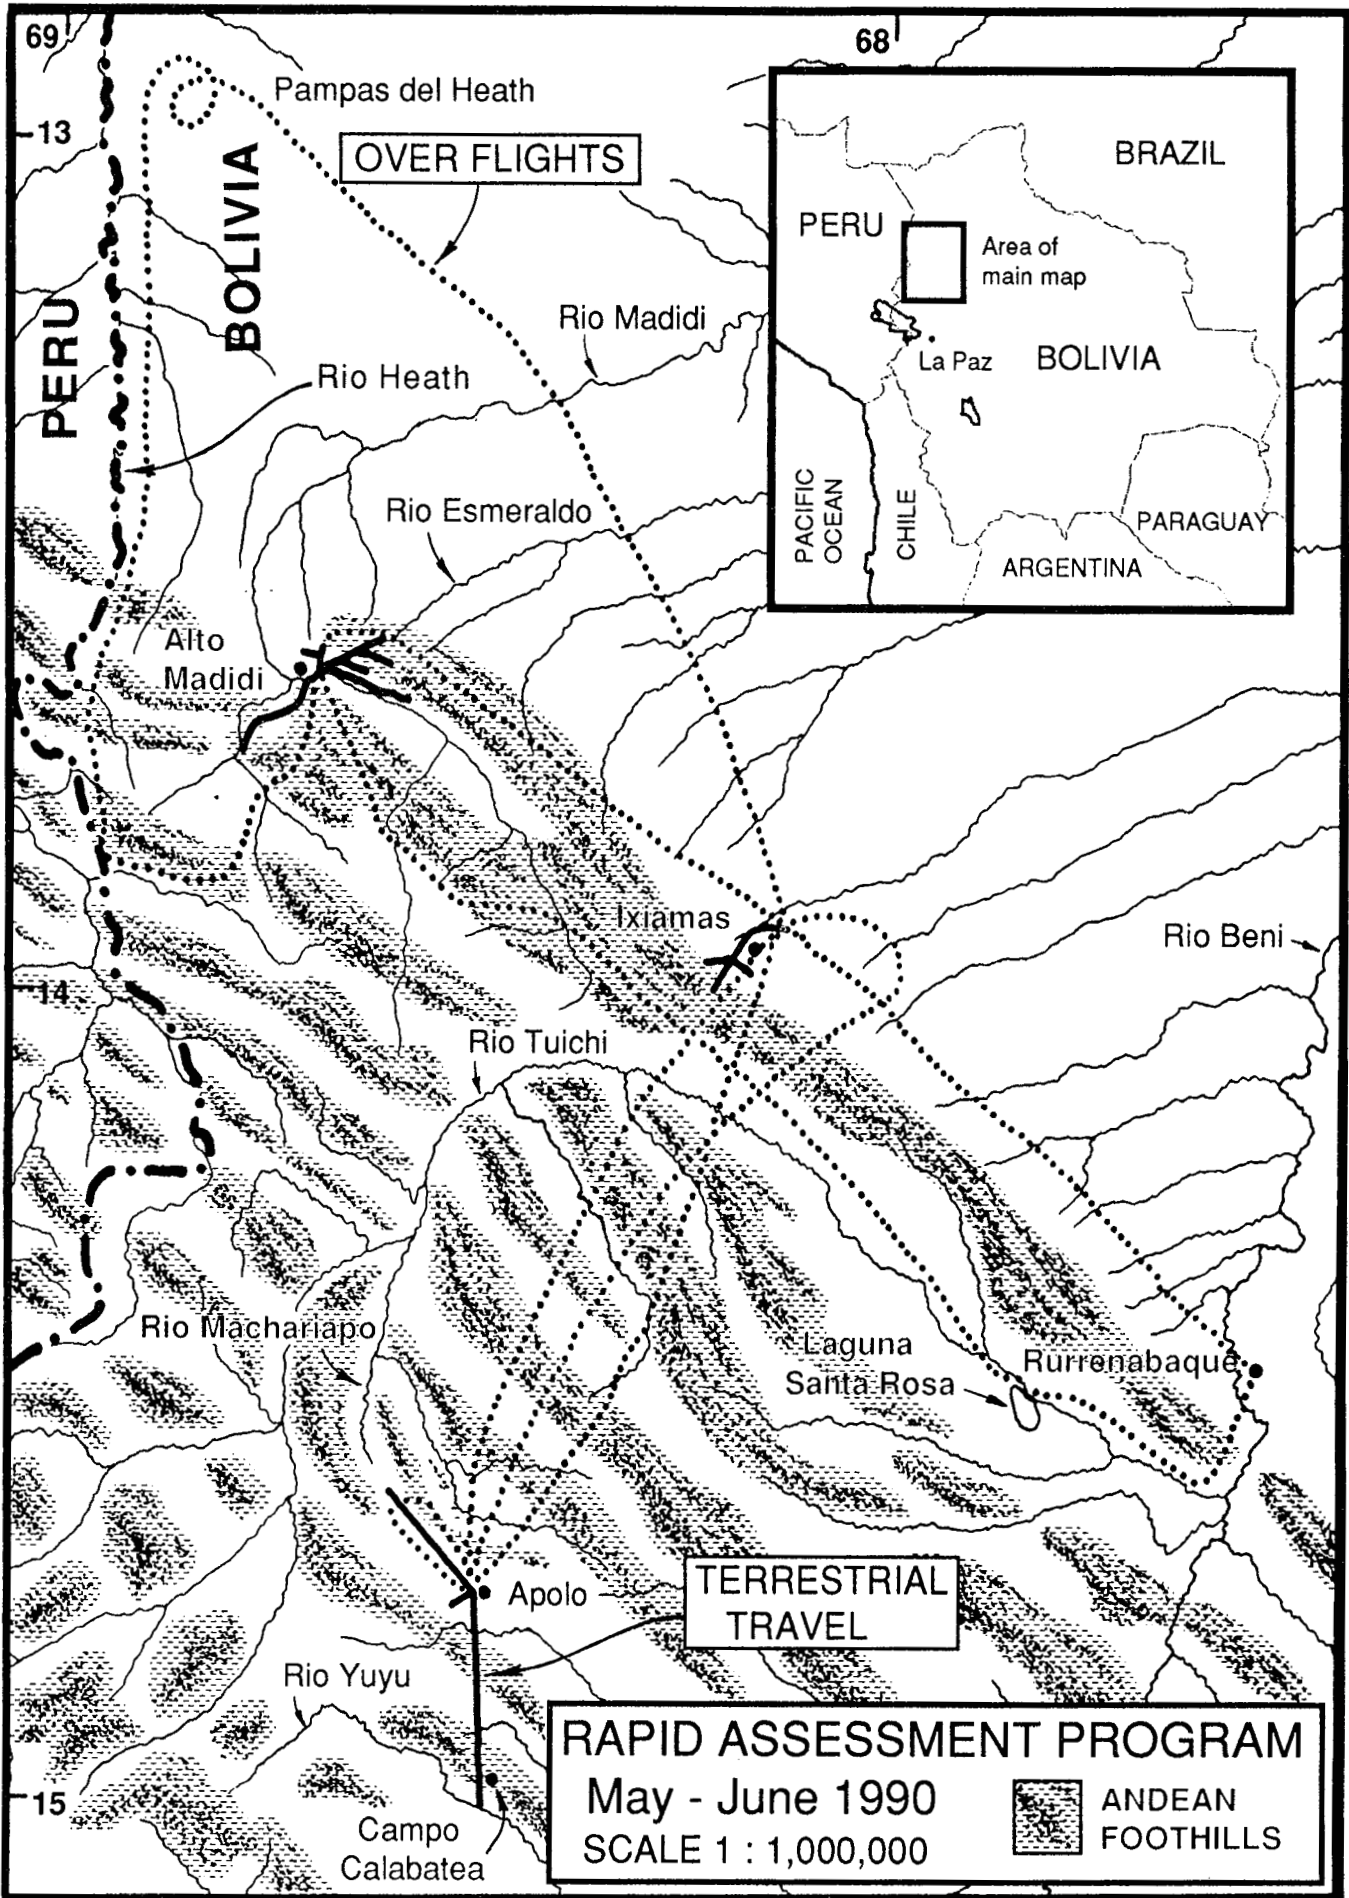 69
68
Pampas del Heath
13
OVER FLIGHTS
BOLIVIA
PERU
BRAZIL
PERU
Area of
main map
La Paz
BOLIVIA
PACIFIC
OCEAN
CHILE
PARAGUAY
ARGENTINA
Rio Madidi
Rio Heath
Rio Esmeraldo
Alto
Madidi
Ixiamas
Rio Beni
14
Rio Tuichi
Rio Machariapo
Laguna
Santa Rosa
Rurrenabaque
Apolo
TERRESTRIAL
TRAVEL
Rio Yuyu
15
Campo
Calabatea
RAPID ASSESSMENT PROGRAM
May - June 1990
SCALE 1 : 1,000,000
ANDEAN
FOOTHILLS